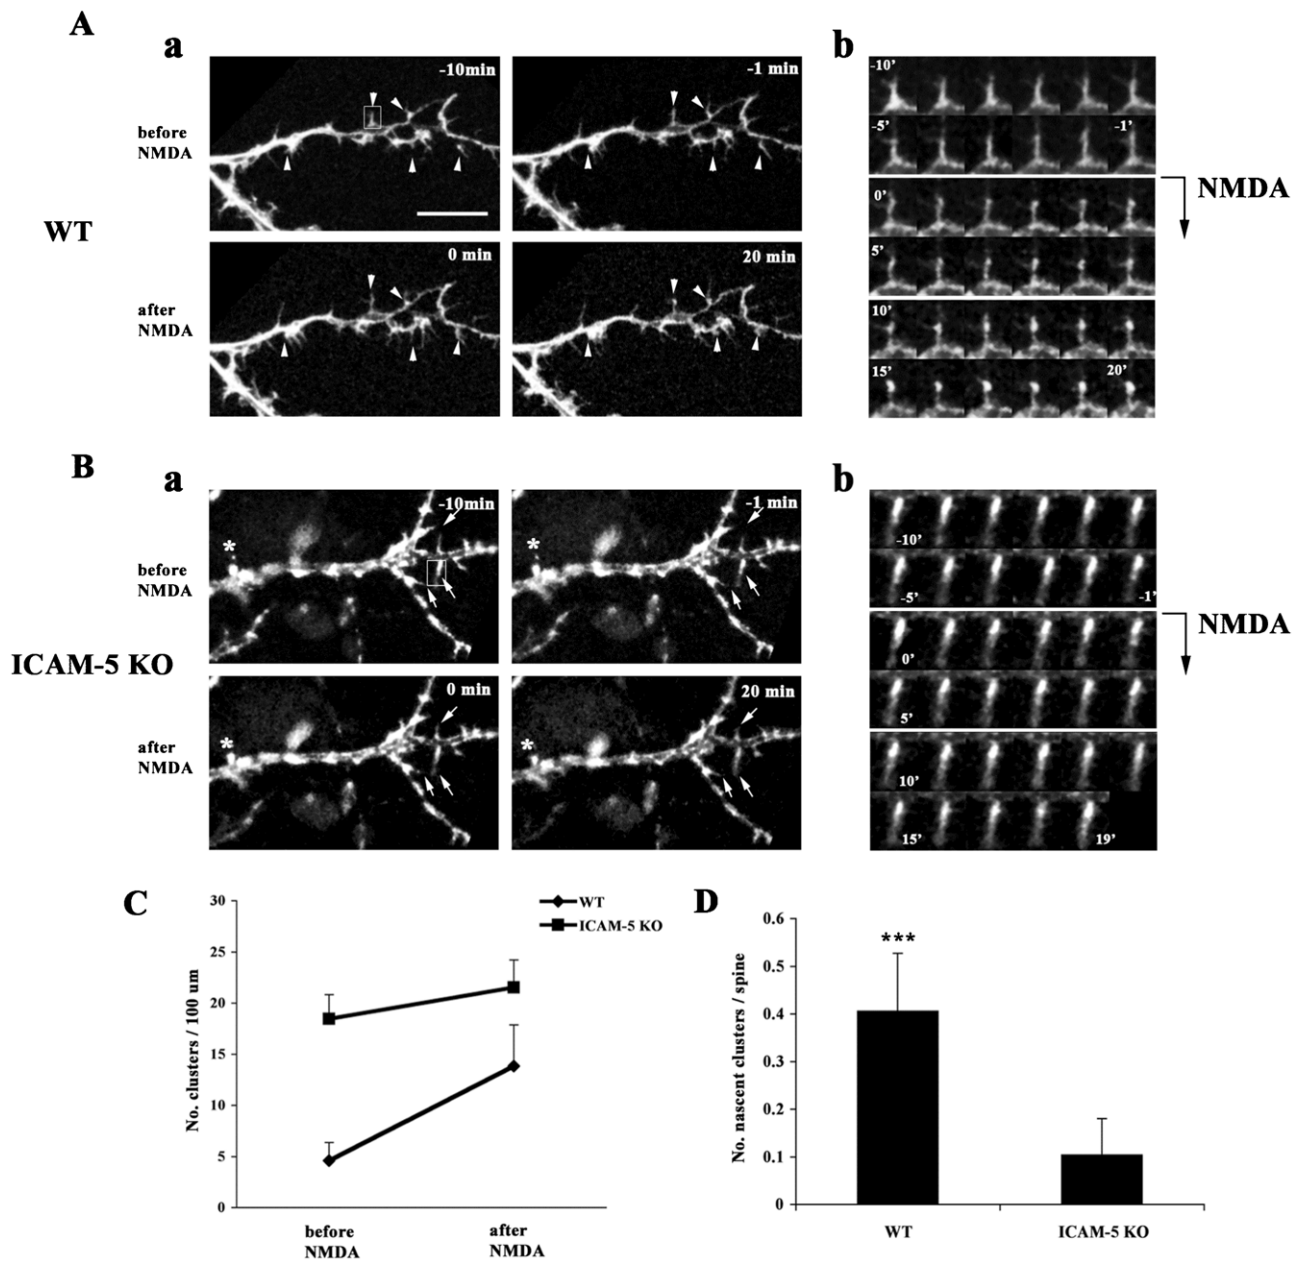 A
a
b
-10min
-1 min
before
NMDA
0 min
20 min
after
NMDA
WT
-10'
-5'
-1'
0'
5'
10'
15'
20'
NMDA
B
a
b
-10min
-1 min
before
NMDA
0 min
20 min
after
NMDA
ICAM-5 KO
*
*
*
*
-10'
-5'
-1'
0'
5'
10'
15'
19'
NMDA
C
No. clusters / 100 um
30
25
20
15
10
5
0
before
NMDA
after
NMDA
WT
ICAM-5 KO
D
No. nascent clusters / spine
0.6
0.5
0.4
0.3
0.2
0.1
0
***
WT
ICAM-5 KO